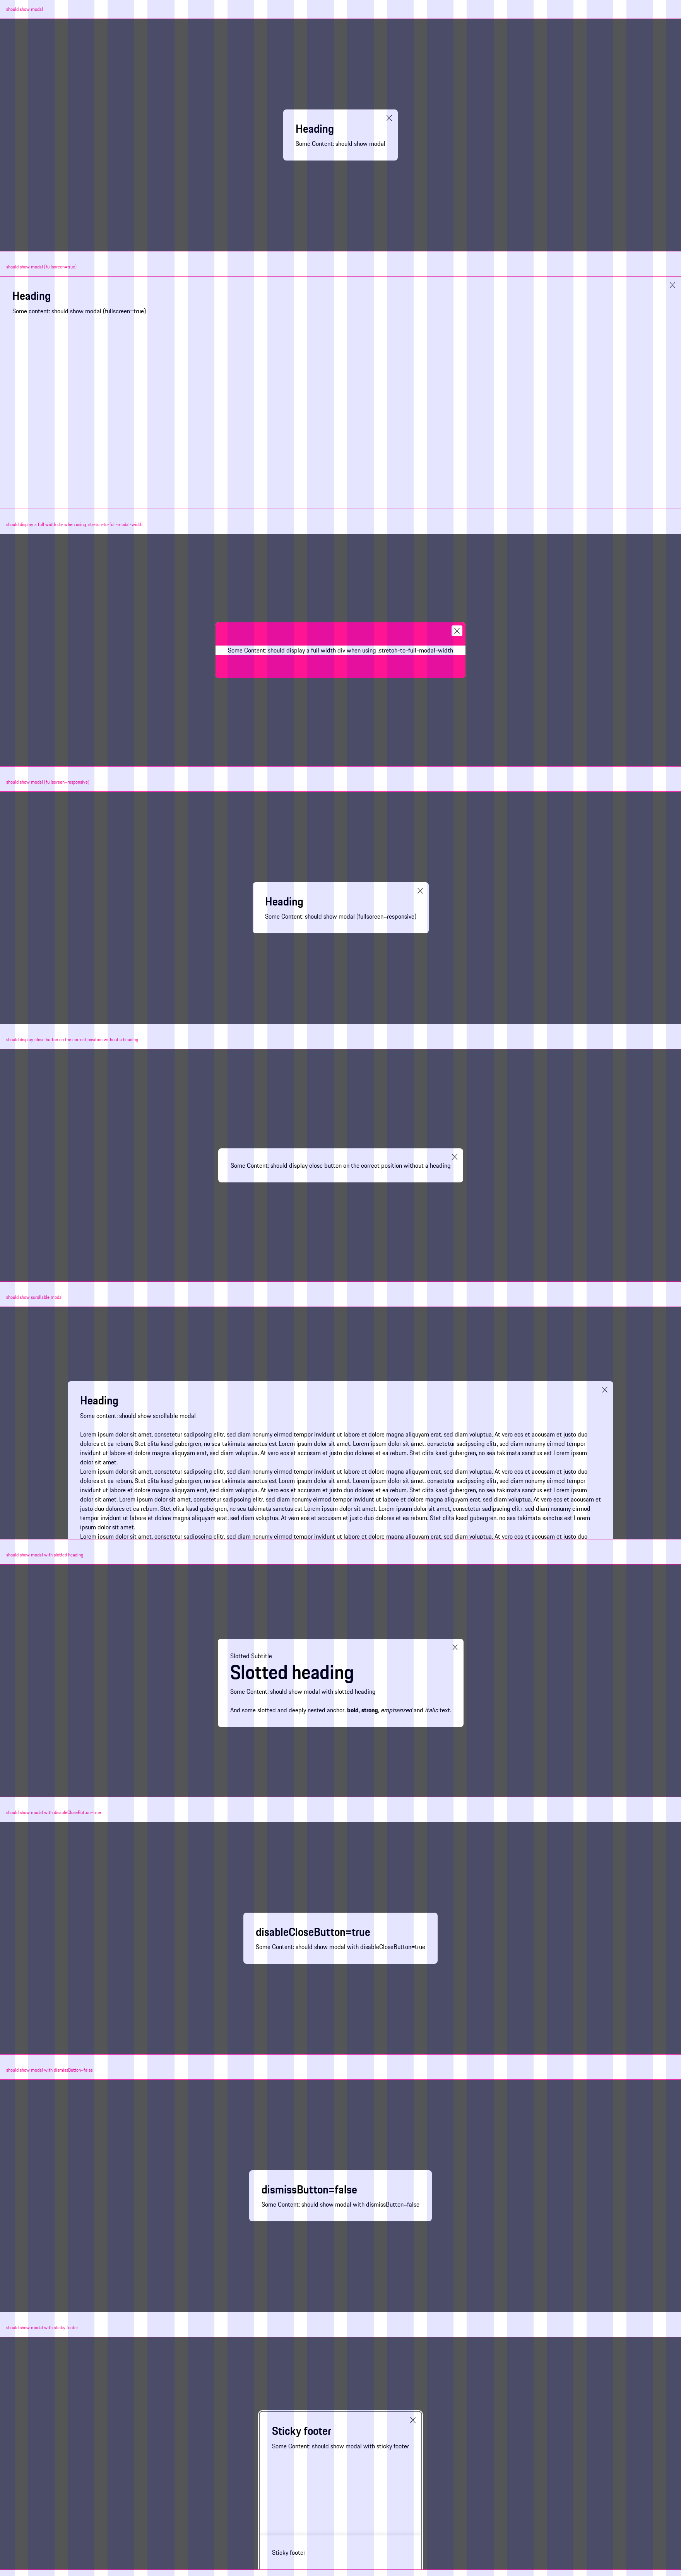 should show modal
Heading
Some Content: should show modal
should show modal (fullscreen=true)
Heading
Some content: should show modal (fullscreen=true)
should display a full width div when using .stretch-to-full-modal-width
Some Content: should display a full width div when using .stretch-to-full-modal-width
should show modal (fullscreen=responsive)
Heading
Some Content: should show modal (fullscreen=responsive)
should display close button on the correct position without a heading
Some Content: should display close button on the correct position without a heading
should show scrollable modal
Heading
Some content: should show scrollable modal
Lorem ipsum dolor sit amet, consetetur sadipscing elitr, sed diam nonumy eirmod tempor invidunt ut labore et dolore magna aliquyam erat, sed diam voluptua. At vero eos et accusam et justo duo
dolores et ea rebum. Stet clita kasd gubergren, no sea takimata sanctus est Lorem ipsum dolor sit amet. Lorem ipsum dolor sit amet, consetetur sadipscing elitr, sed diam nonumy eirmod tempor
invidunt ut labore et dolore magna aliquyam erat, sed diam voluptua. At vero eos et accusam et justo duo dolores et ea rebum. Stet clita kasd gubergren, no sea takimata sanctus est Lorem ipsum
dolor sit amet.
Lorem ipsum dolor sit amet, consetetur sadipscing elitr, sed diam nonumy eirmod tempor invidunt ut labore et dolore magna aliquyam erat, sed diam voluptua. At vero eos et accusam et justo duo
dolores et ea rebum. Stet clita kasd gubergren, no sea takimata sanctus est Lorem ipsum dolor sit amet. Lorem ipsum dolor sit amet, consetetur sadipscing elitr, sed diam nonumy eirmod tempor
invidunt ut labore et dolore magna aliquyam erat, sed diam voluptua. At vero eos et accusam et justo duo dolores et ea rebum. Stet clita kasd gubergren, no sea takimata sanctus est Lorem ipsum
dolor sit amet. Lorem ipsum dolor sit amet, consetetur sadipscing elitr, sed diam nonumy eirmod tempor invidunt ut labore et dolore magna aliquyam erat, sed diam voluptua. At vero eos et accusam et
justo duo dolores et ea rebum. Stet clita kasd gubergren, no sea takimata sanctus est Lorem ipsum dolor sit amet. Lorem ipsum dolor sit amet, consetetur sadipscing elitr, sed diam nonumy eirmod
tempor invidunt ut labore et dolore magna aliquyam erat, sed diam voluptua. At vero eos et accusam et justo duo dolores et ea rebum. Stet clita kasd gubergren, no sea takimata sanctus est Lorem
ipsum dolor sit amet.
Lorem ipsum dolor sit amet, consetetur sadipscing elitr, sed diam nonumy eirmod tempor invidunt ut labore et dolore magna aliquyam erat, sed diam voluptua. At vero eos et accusam et justo duo
should show modal with slotted heading
Slotted Subtitle
Slotted heading
Some Content: should show modal with slotted heading
And some slotted and deeply nested anchor, bold, strong, emphasized and italic text.
should show modal with disableCloseButton=true
disableCloseButton=true
Some Content: should show modal with disableCloseButton=true
should show modal with dismissButton=false
dismissButton=false
Some Content: should show modal with dismissButton=false
should show modal with sticky footer
Sticky footer
Some Content: should show modal with sticky footer
Sticky footer